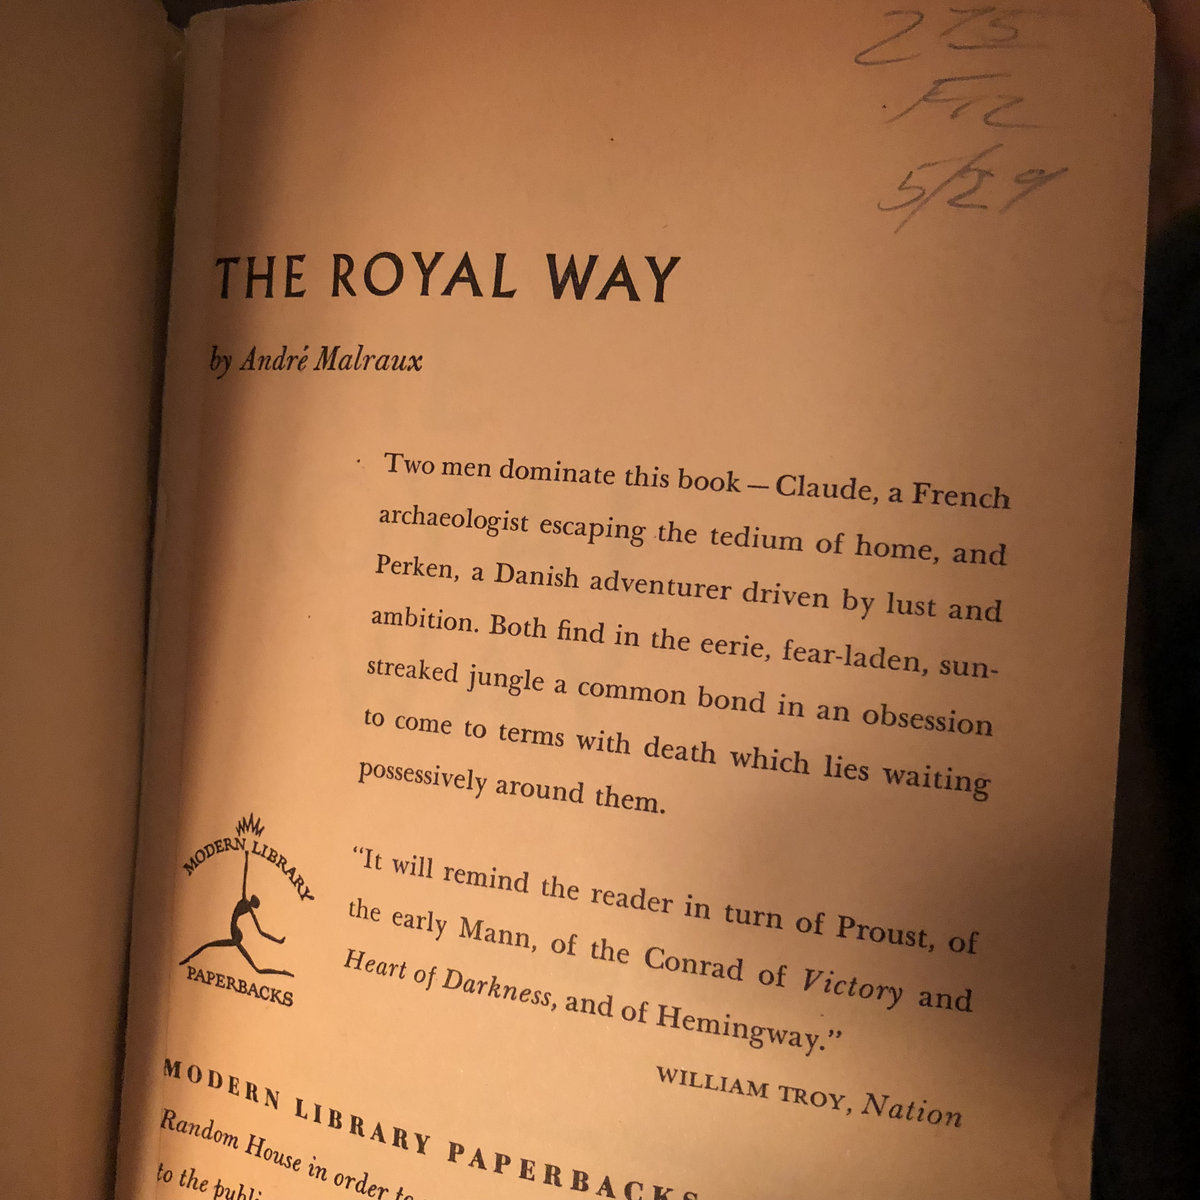 2 75
Fic
5/29
THE ROYAL WAY
by André Malraux
Two men dominate this book — Claude, a French
archaeologist escaping the tedium of home, and
Perken, a Danish adventurer driven by lust and
ambition. Both find in the eerie, fear-laden, sun-
streaked jungle a common bond in an obsession
to come to terms with death which lies waiting
possessively around them.
MODERN LIBRARY
PAPERBACKS
“It will remind the reader in turn of Proust, of
the early Mann, of the Conrad of Victory and
Heart of Darkness, and of Hemingway.”
WILLIAM TROY, Nation
MODERN LIBRARY PAPERBACKS
Random House in order to
to the publi